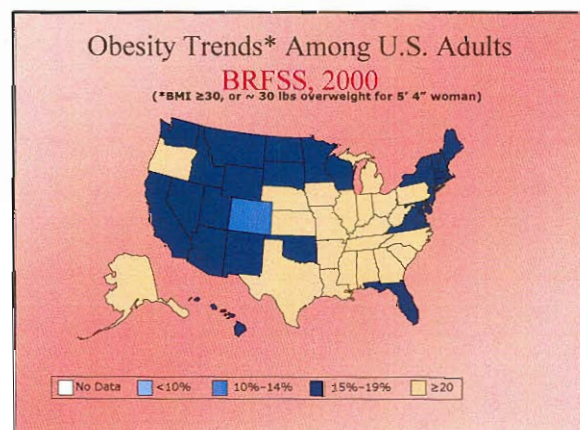 Obesity Trends* Among U.S. Adults
BRFSS, 2000
(*BMI ≥30, or ~ 30 lbs overweight for 5' 4" woman)
No Data <10% 10%-14% 15%-19% ≥20